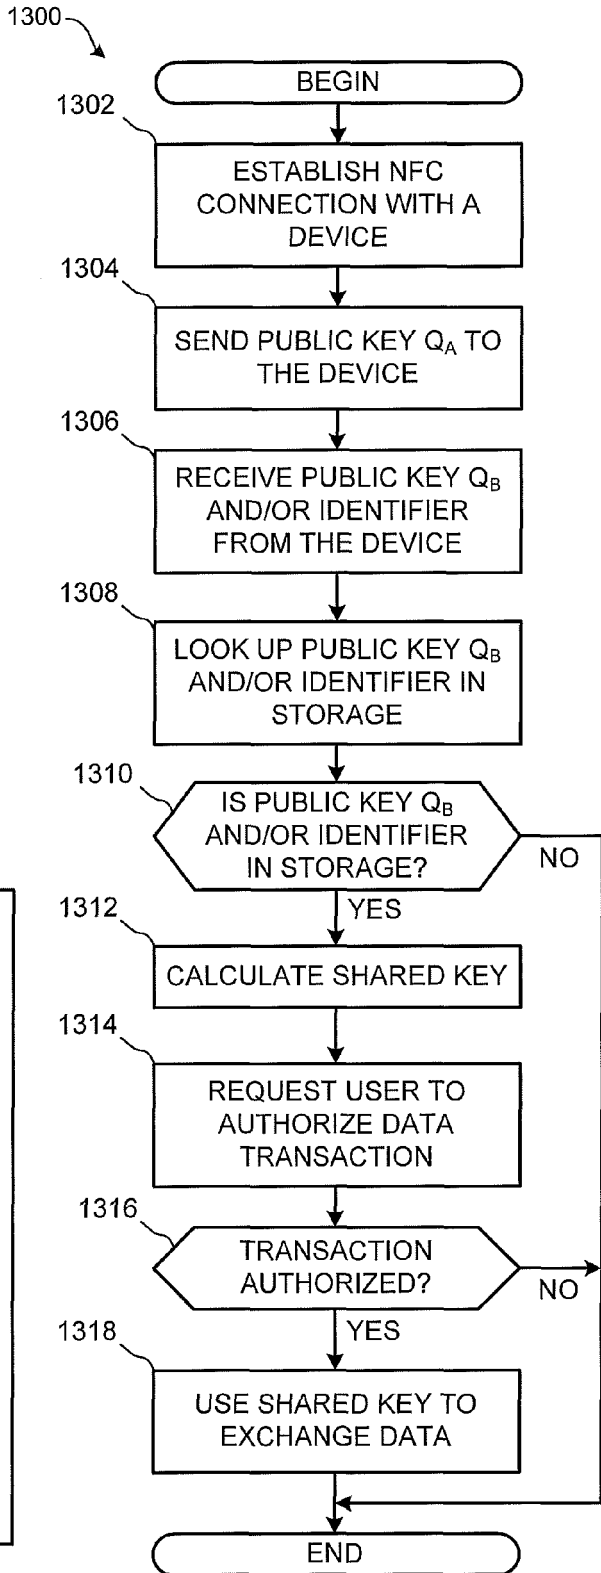 1300
BEGIN
1302
ESTABLISH NFC
CONNECTION WITH A
DEVICE
1304
SEND PUBLIC KEY QA TO
THE DEVICE
1306
RECEIVE PUBLIC KEY QB
AND/OR IDENTIFIER
FROM THE DEVICE
1308
LOOK UP PUBLIC KEY QB
AND/OR IDENTIFIER IN
STORAGE
1310
IS PUBLIC KEY QB
AND/OR IDENTIFIER
IN STORAGE?
NO
YES
1312
CALCULATE SHARED KEY
1314
REQUEST USER TO
AUTHORIZE DATA
TRANSACTION
1316
TRANSACTION
AUTHORIZED?
NO
YES
1318
USE SHARED KEY TO
EXCHANGE DATA
END